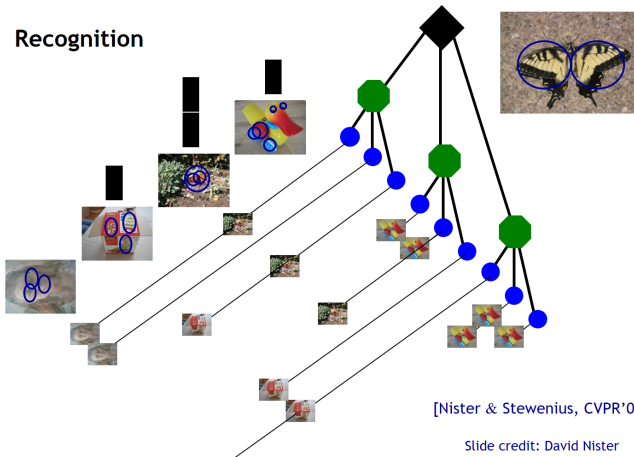 Recognition
[Nister & Stewenius, CVPR’0
Slide credit: David Nister